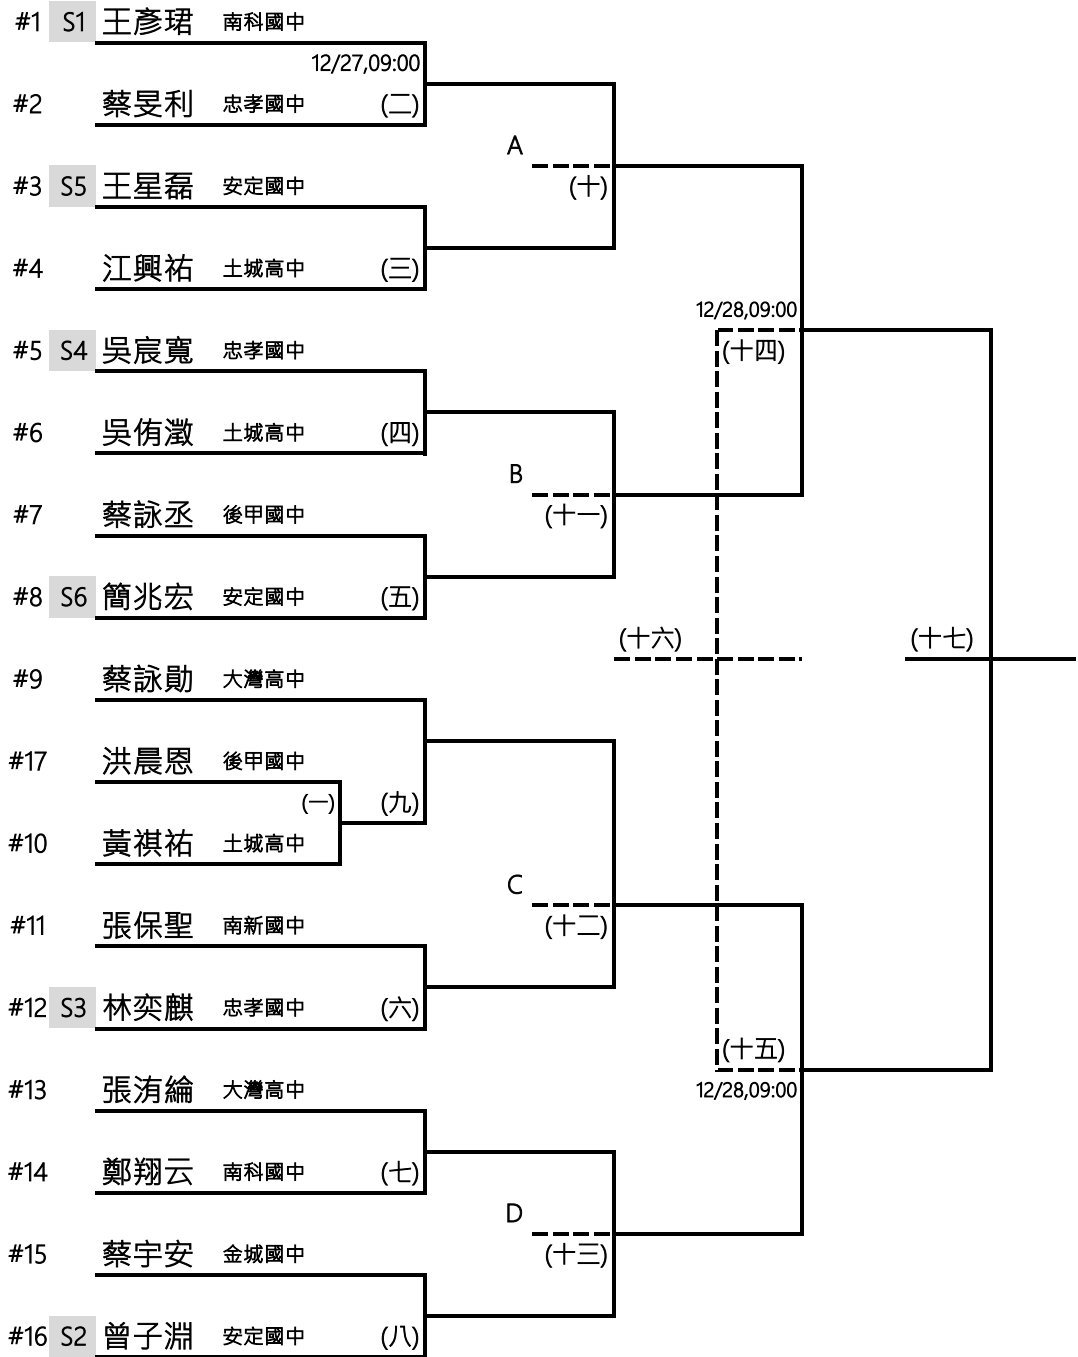 #1 S1 王彥珺 南科國中
12/27,09:00
#2 蔡旻利 忠孝國中 (二)
A
#3 S5 王星磊 安定國中 (十)
#4 江興祐 土城高中 (三)
12/28,09:00
#5 S4 吳宸寬 忠孝國中 (十四)
#6 吳侑澂 土城高中 (四)
B
#7 蔡詠丞 後甲國中 (十一)
#8 S6 簡兆宏 安定國中 (五)
(十六) (十七)
#9 蔡詠勛 大灣高中
#17 洪晨恩 後甲國中
(一) (九)
#10 黃祺祐 土城高中
C
#11 張保聖 南新國中 (十二)
#12 S3 林奕麒 忠孝國中 (六)
(十五)
#13 張洧綸 大灣高中 12/28,09:00
#14 鄭翔云 南科國中 (七)
D
#15 蔡宇安 金城國中 (十三)
#16 S2 曾子淵 安定國中 (八)